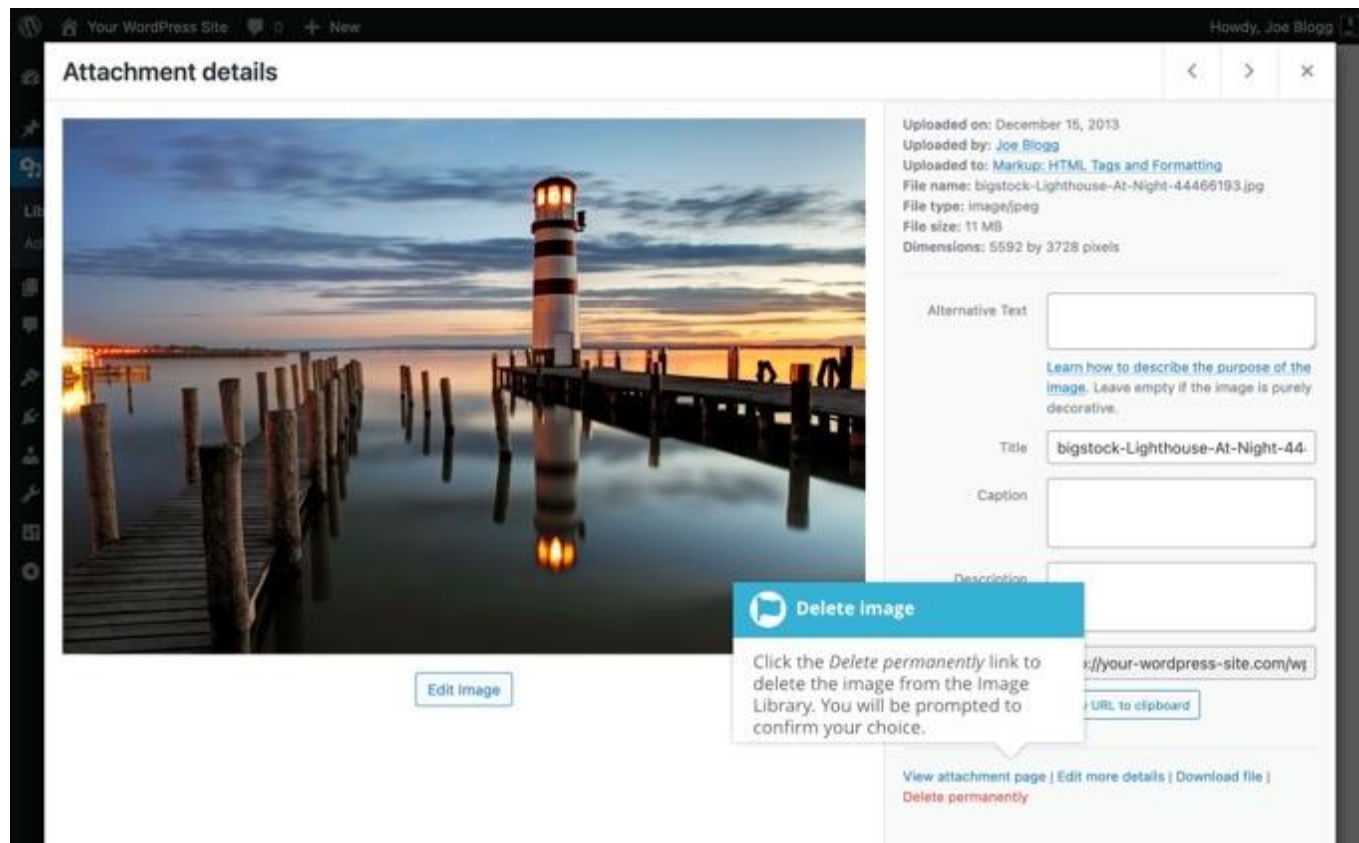 Your WordPress Site 0 + New
Howdy, Joe Blogg
Attachment details
Uploaded on: December 15, 2013
Uploaded by: Joe Blogg
Uploaded to: Markup: HTML Tags and Formatting
File name: bigstock-Lighthouse-At-Night-44466193.jpg
File type: image/jpeg
File size: 11 MB
Dimensions: 5592 by 3728 pixels
Alternative Text
Learn how to describe the purpose of the
image. Leave empty if the image is purely
decorative.
Title
bigstock-Lighthouse-At-Night-44
Caption
Description
Delete image
Click the Delete permanently link to
delete the image from the Image
Library. You will be prompted to
confirm your choice.
://your-wordpress-site.com/wp
URL to clipboard
Edit Image
View attachment page | Edit more details | Download file |
Delete permanently